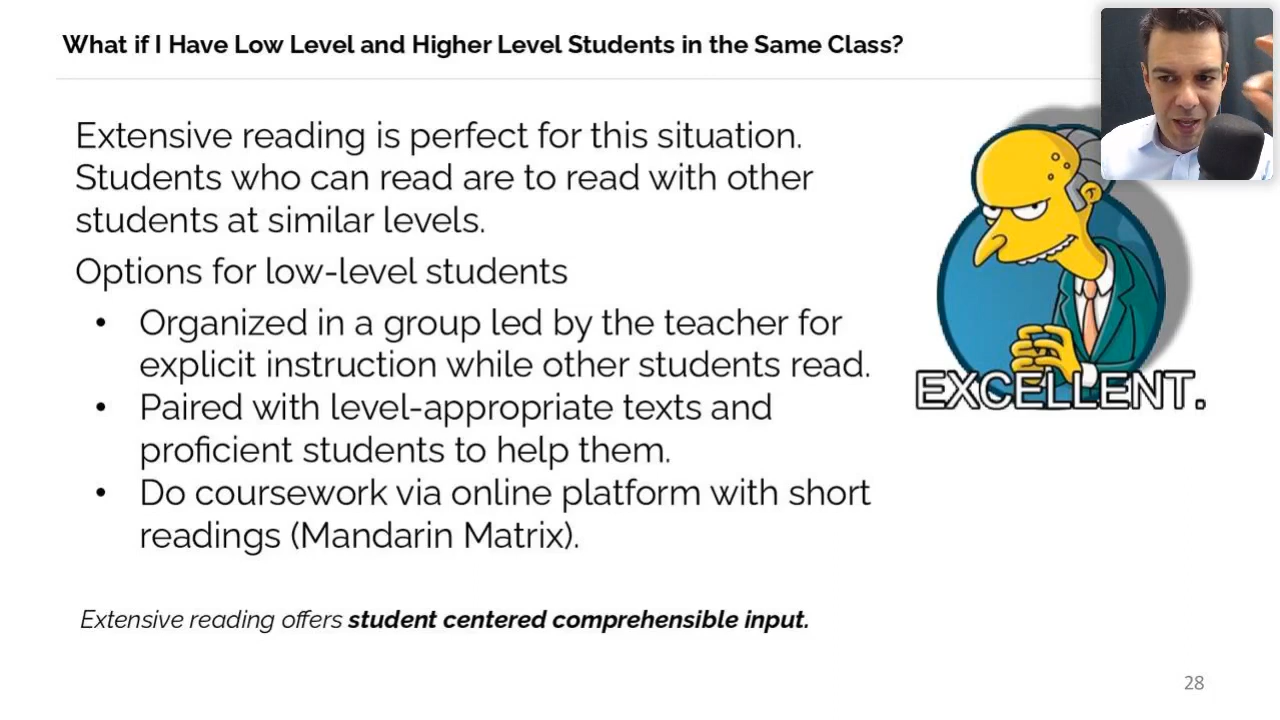 What if I Have Low Level and Higher Level Students in the Same Class?
Extensive reading is perfect for this situation.
Students who can read are to read with other
students at similar levels.
Options for low-level students
• Organized in a group led by the teacher for
explicit instruction while other students read.
• Paired with level-appropriate texts and
proficient students to help them.
• Do coursework via online platform with short
readings (Mandarin Matrix).
EXCELLENT.
Extensive reading offers student centered comprehensible input.
28